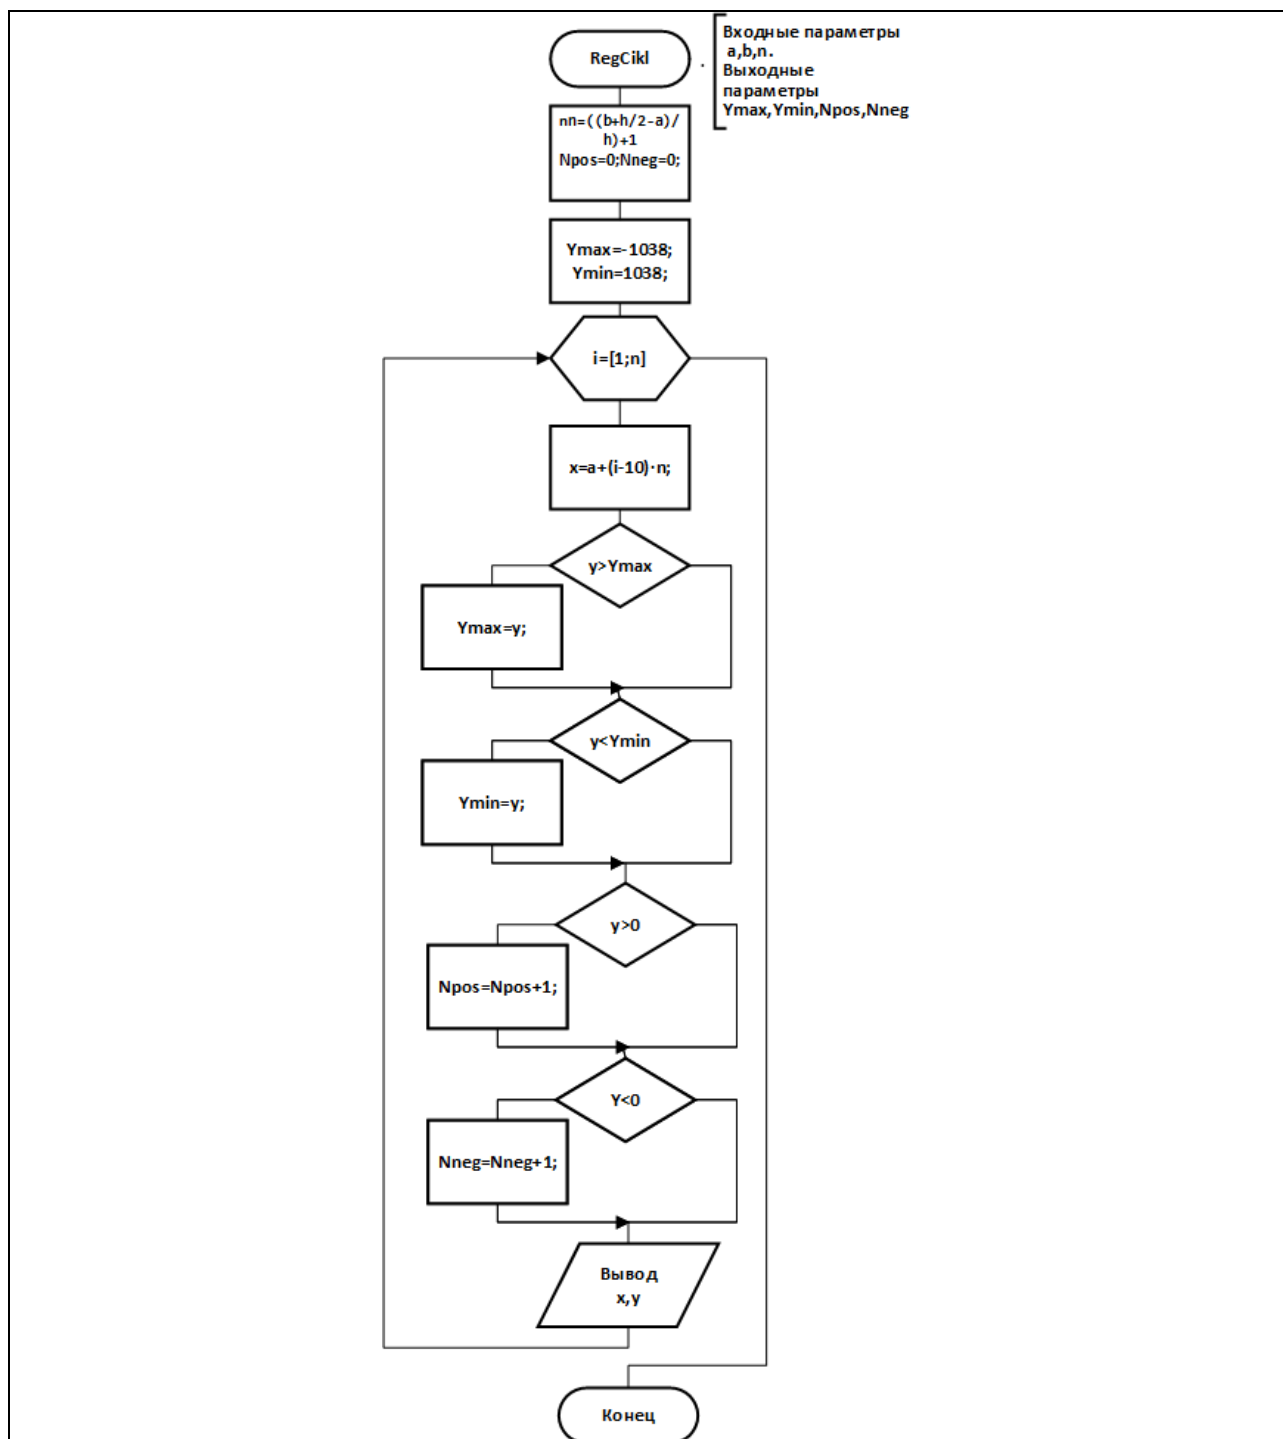 RegCikl
Входные параметры
a,b,n.
Выходные
параметры
Ymax,Ymin,Npos,Nneg
nn=((b+h/2-a)/
h)+1
Npos=0;Nneg=0;
Ymax=-1038;
Ymin=1038;
i=[1;n]
x=a+(i-10)·n;
y>Ymax
Ymax=y;
y<Ymin
Ymin=y;
y>0
Npos=Npos+1;
Y<0
Nneg=Nneg+1;
Вывод
x,y
Конец